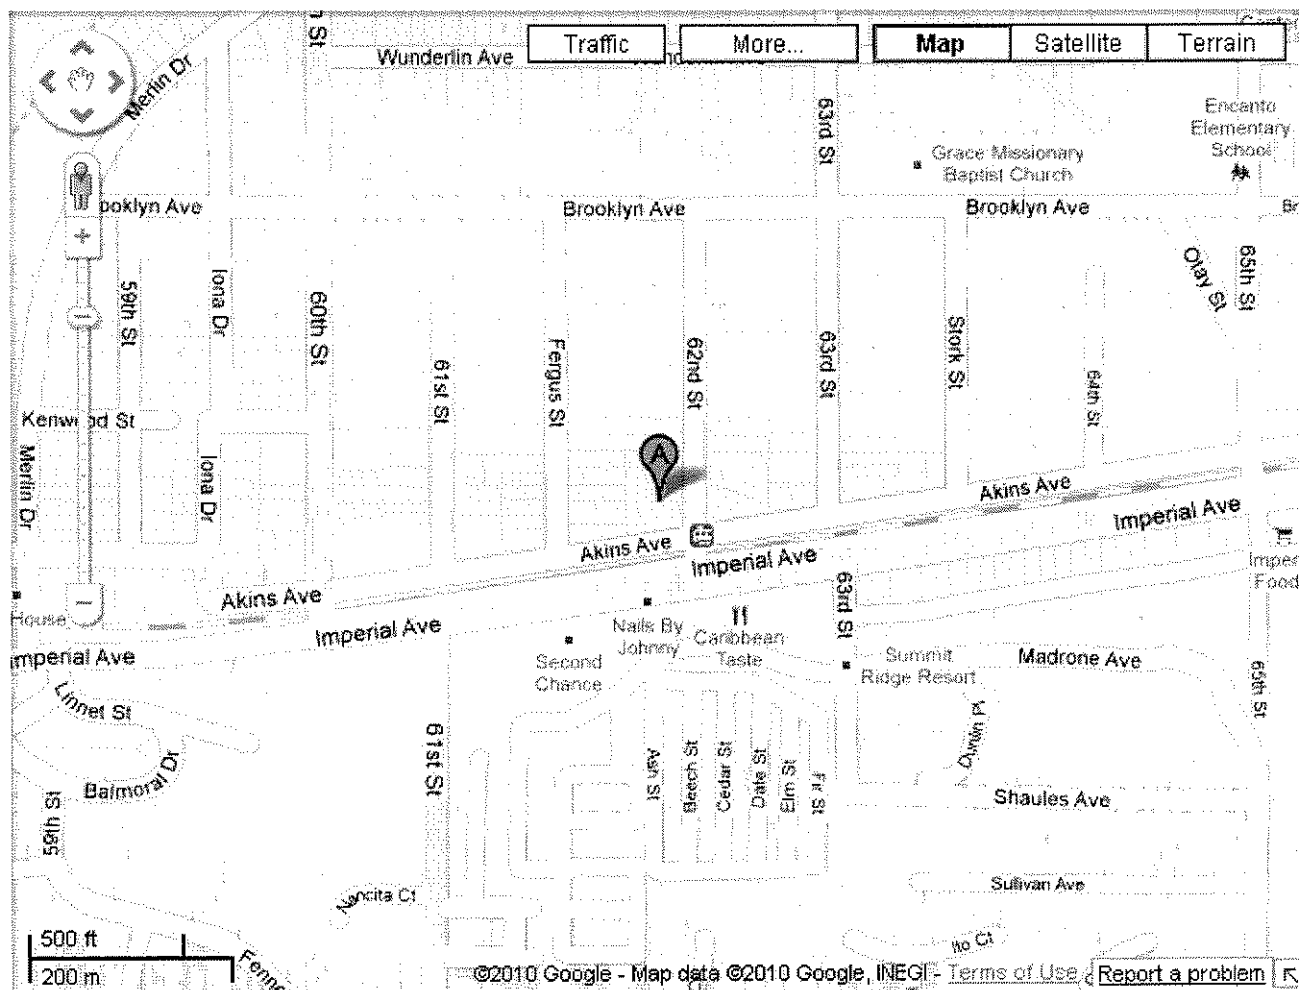 n St
Wunderlin Ave
Traffic
More...
Map
Satellite
Terrain
Merlin Dr
63rd St
Encanto
Elementary
School
Grace Missionary
Baptist Church
ooklyn Ave
Brooklyn Ave
Brooklyn Ave
Br
59th St
Iona Dr
60th St
61st St
Fergus St
62nd St
63rd St
Stork St
64th St
Otay St
65th St
Kenwood St
Merlin Dr
Iona Dr
A
Akins Ave
Akins Ave
Akins Ave
Imperial Ave
Imperial Ave
Imperial Ave
Imperial Ave
Imper
Food
House
Nails By
Johnny
Caribbean
Taste
Second
Chance
63rd St
Summit
Ridge Resort
Madrone Ave
65th St
Linnet St
Balmoral Dr
61st St
Ash St
Beech St
Cedar St
Date St
Elm St
Fir St
Shaules Ave
Sullivan Ave
500 ft
200 m
©2010 Google - Map data ©2010 Google, INEGI - Terms of Use
Report a problem